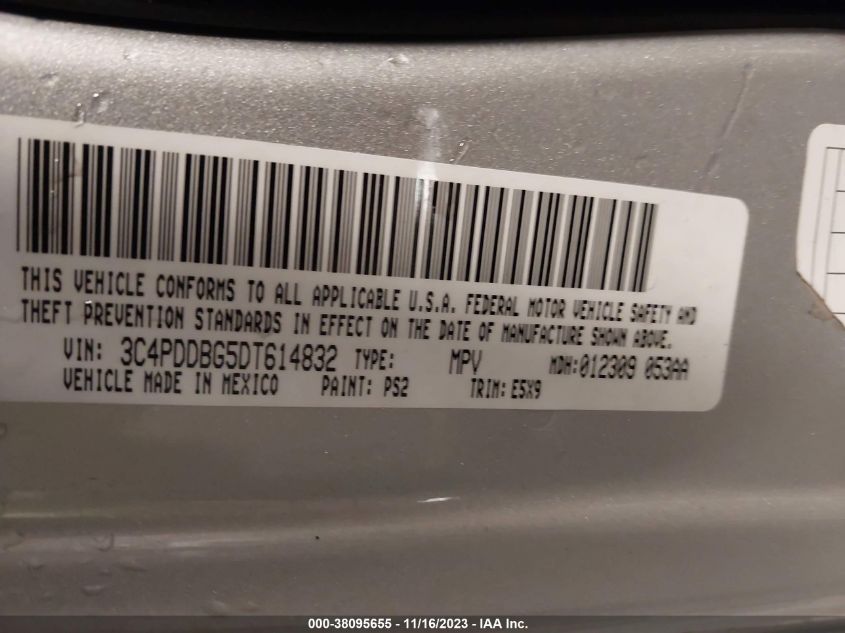 THIS VEHICLE CONFORMS TO ALL APPLICABLE U.S.A. FEDERAL MOTOR VEHICLE SAFETY AND
THEFT PREVENTION STANDARDS IN EFFECT ON THE DATE OF MANUFACTURE SHOWN ABOVE.
VIN: 3C4PDDBG5DT614832 TYPE: MPV MDH:012309 053AA
VEHICLE MADE IN MEXICO PAINT: PS2 TRIM: E5X9
000-38095655 - 11/16/2023 - IAA Inc.